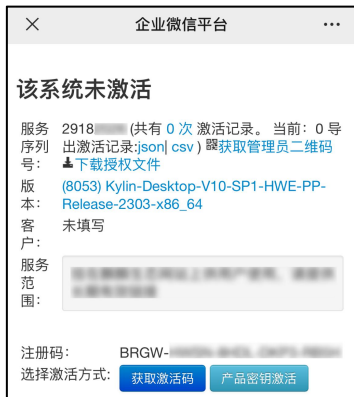 企业微信平台
该系统未激活
服务 2918 (共有 0 次 激活记录。 当前：0 导
序列 出激活记录:json| csv ) 获取管理员二维码
号： 下载授权文件
版 (8053) Kylin-Desktop-V10-SP1-HWE-PP-
本： Release-2303-x86_64
客 未填写
户：
服务
范
围：
注册码： BRGW-
选择激活方式： 获取激活码 产品密钥激活